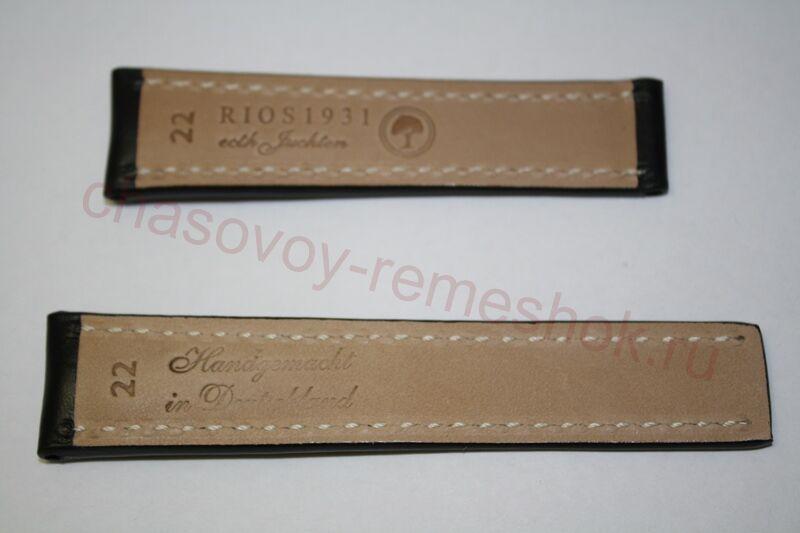 22
RIOS1931
echt Juchten
22
Handgemacht
in Deutschland
chasovoy-remeshok.ru